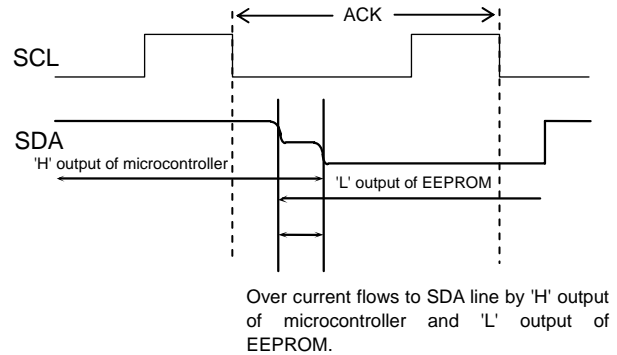 ACK
SCL
SDA
'H' output of microcontroller
'L' output of EEPROM
Over current flows to SDA line by 'H' output
of microcontroller and 'L' output of
EEPROM.